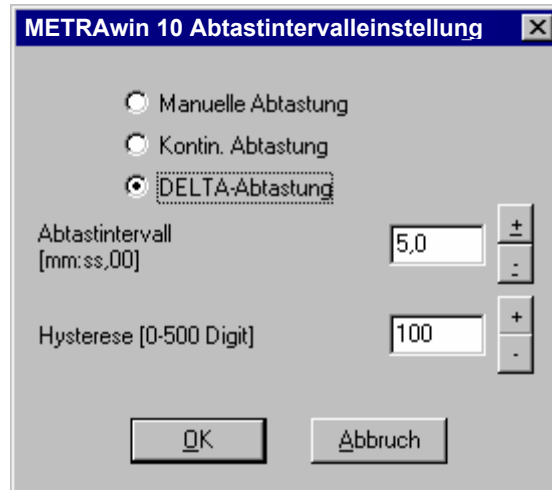 METRAwin 10 Abtastintervalleinstellung
Manuelle Abtastung
Kontin. Abtastung
DELTA-Abtastung
Abtastintervall
[mm:ss,00]
5,0
+
-
Hysterese [0-500 Digit]
100
+
-
OK
Abbruch